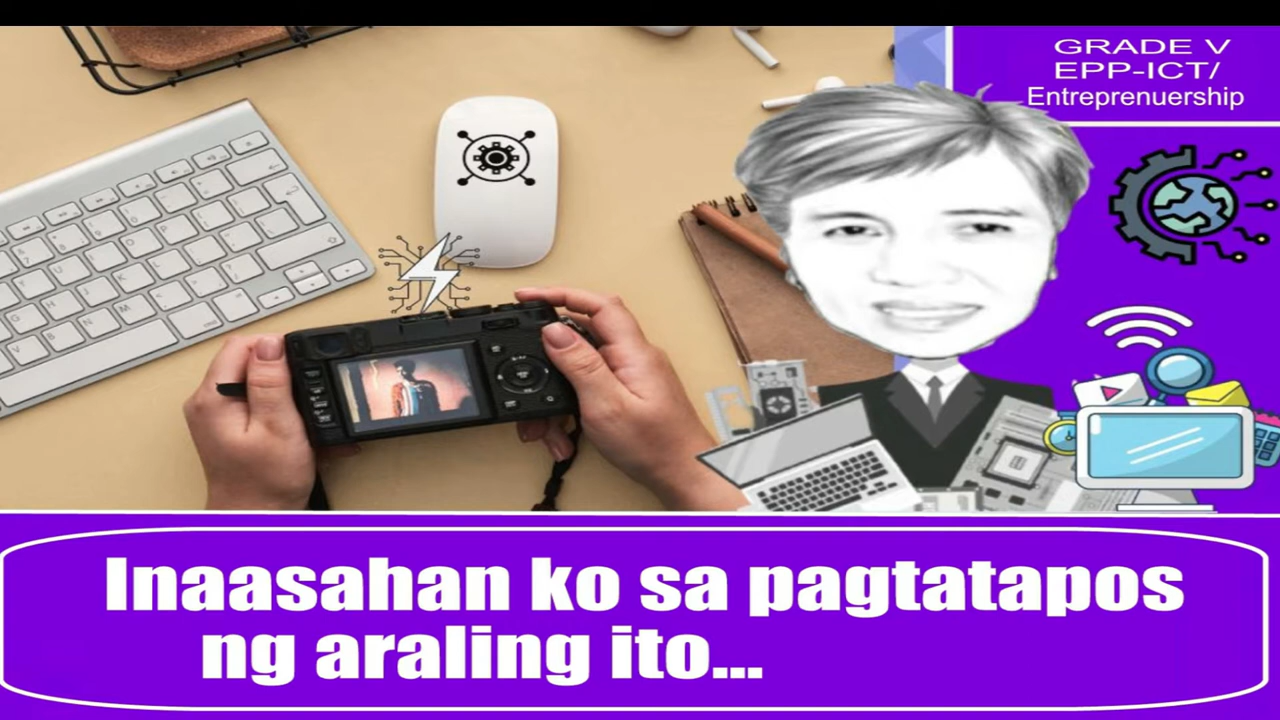 GRADE V
EPP-ICT/
Entreprenuership
Inaasahan ko sa pagtatapos
ng araling ito...